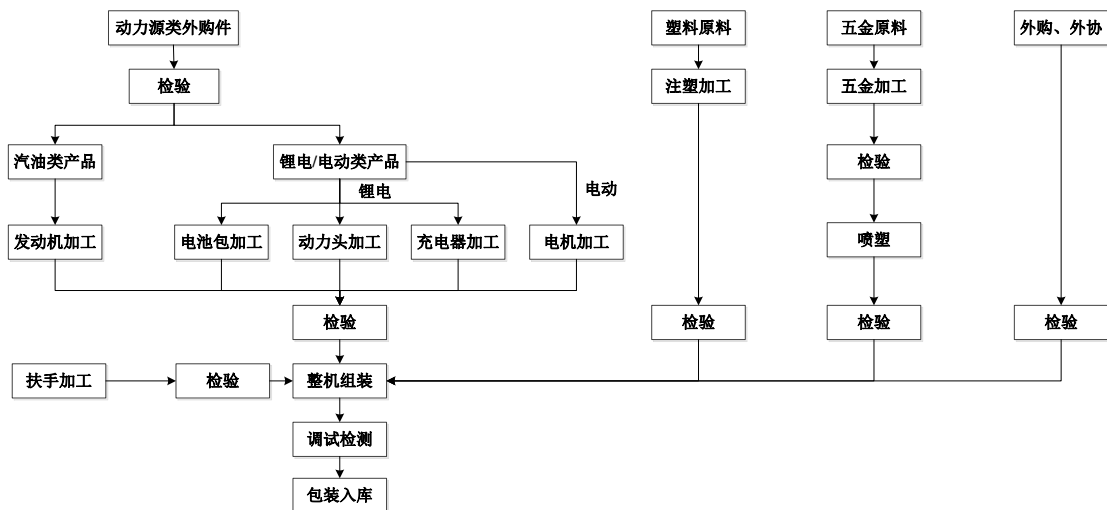 动力源类外购件
塑料原料
五金原料
外购、外协
检验
注塑加工
五金加工
汽油类产品
锂电/电动类产品
检验
锂电
电动
发动机加工
电池包加工
动力头加工
充电器加工
电机加工
喷塑
检验
检验
检验
检验
扶手加工
检验
整机组装
调试检测
包装入库